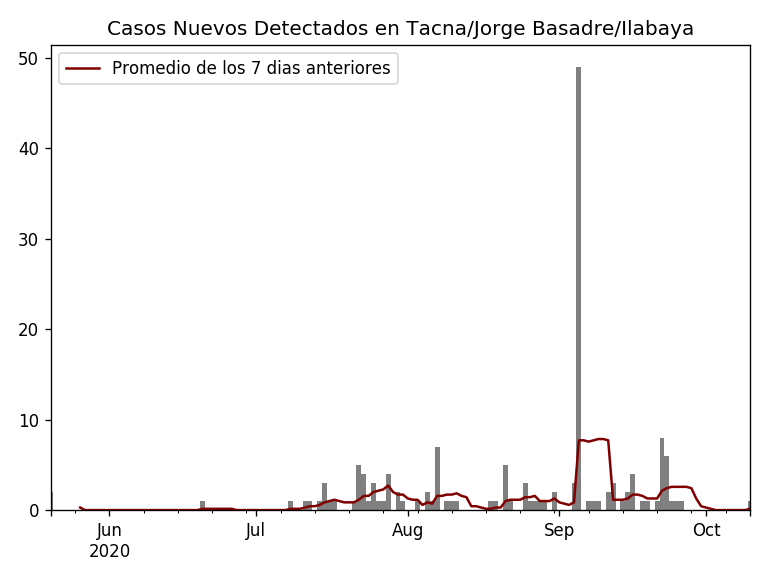 Casos Nuevos Detectados en Tacna/Jorge Basadre/Ilabaya
Promedio de los 7 dias anteriores
50
40
30
20
10
0
Jun
2020
Jul
Aug
Sep
Oct